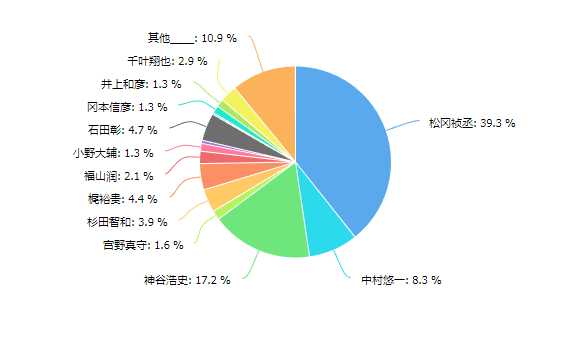 其他____: 10.9 %
千叶翔也: 2.9 %
井上和彦: 1.3 %
冈本信彦: 1.3 %
石田彰: 4.7 %
小野大辅: 1.3 %
福山润: 2.1 %
梶裕贵: 4.4 %
杉田智和: 3.9 %
宫野真守: 1.6 %
神谷浩史: 17.2 %
中村悠一: 8.3 %
松冈祯丞: 39.3 %